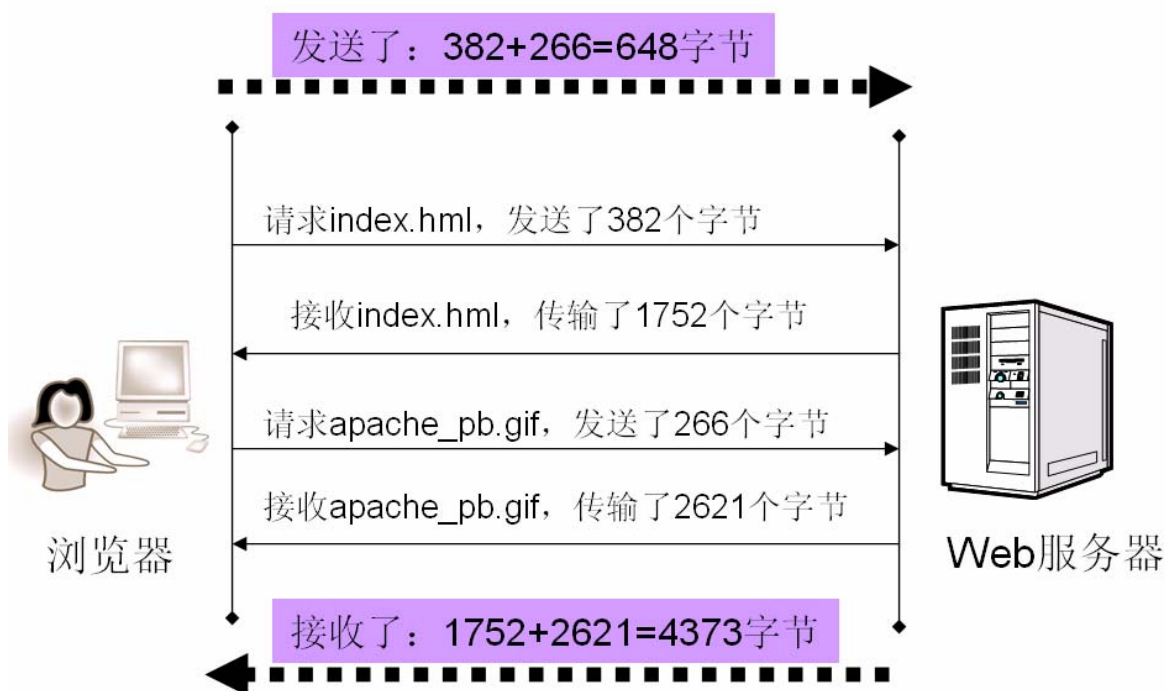 发送了：382+266=648字节
请求index.hml，发送了382个字节
接收index.hml，传输了1752个字节
请求apache_pb.gif，发送了266个字节
接收apache_pb.gif，传输了2621个字节
浏览器
Web服务器
接收了：1752+2621=4373字节